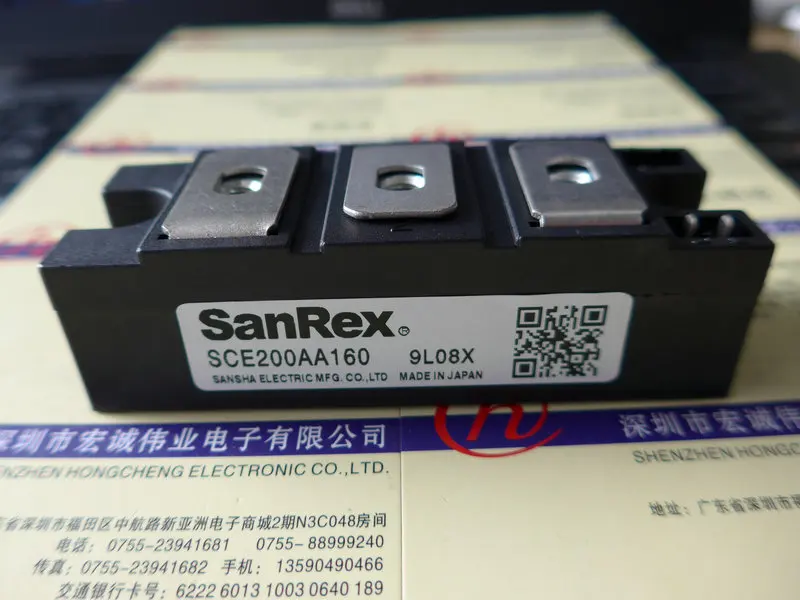 SanRex®
SCE200AA160 9L08X
SANSHA ELECTRIC MFG. CO.,LTD MADE IN JAPAN
深圳市宏诚伟业电子有限公司
ENZHEN HONGCHENG ELECTRONIC CO.,LTD.
省深圳市福田区中航路新亚洲电子商城2期N3C048房间
电话：0755-23941681 0755-88999240
传真：0755-23941682 手机：13590490466
交通银行卡号：6222 6013 1003 0640 189
h
深圳市宏诚
SHENZHEN HONGC
地址：广东省深圳市